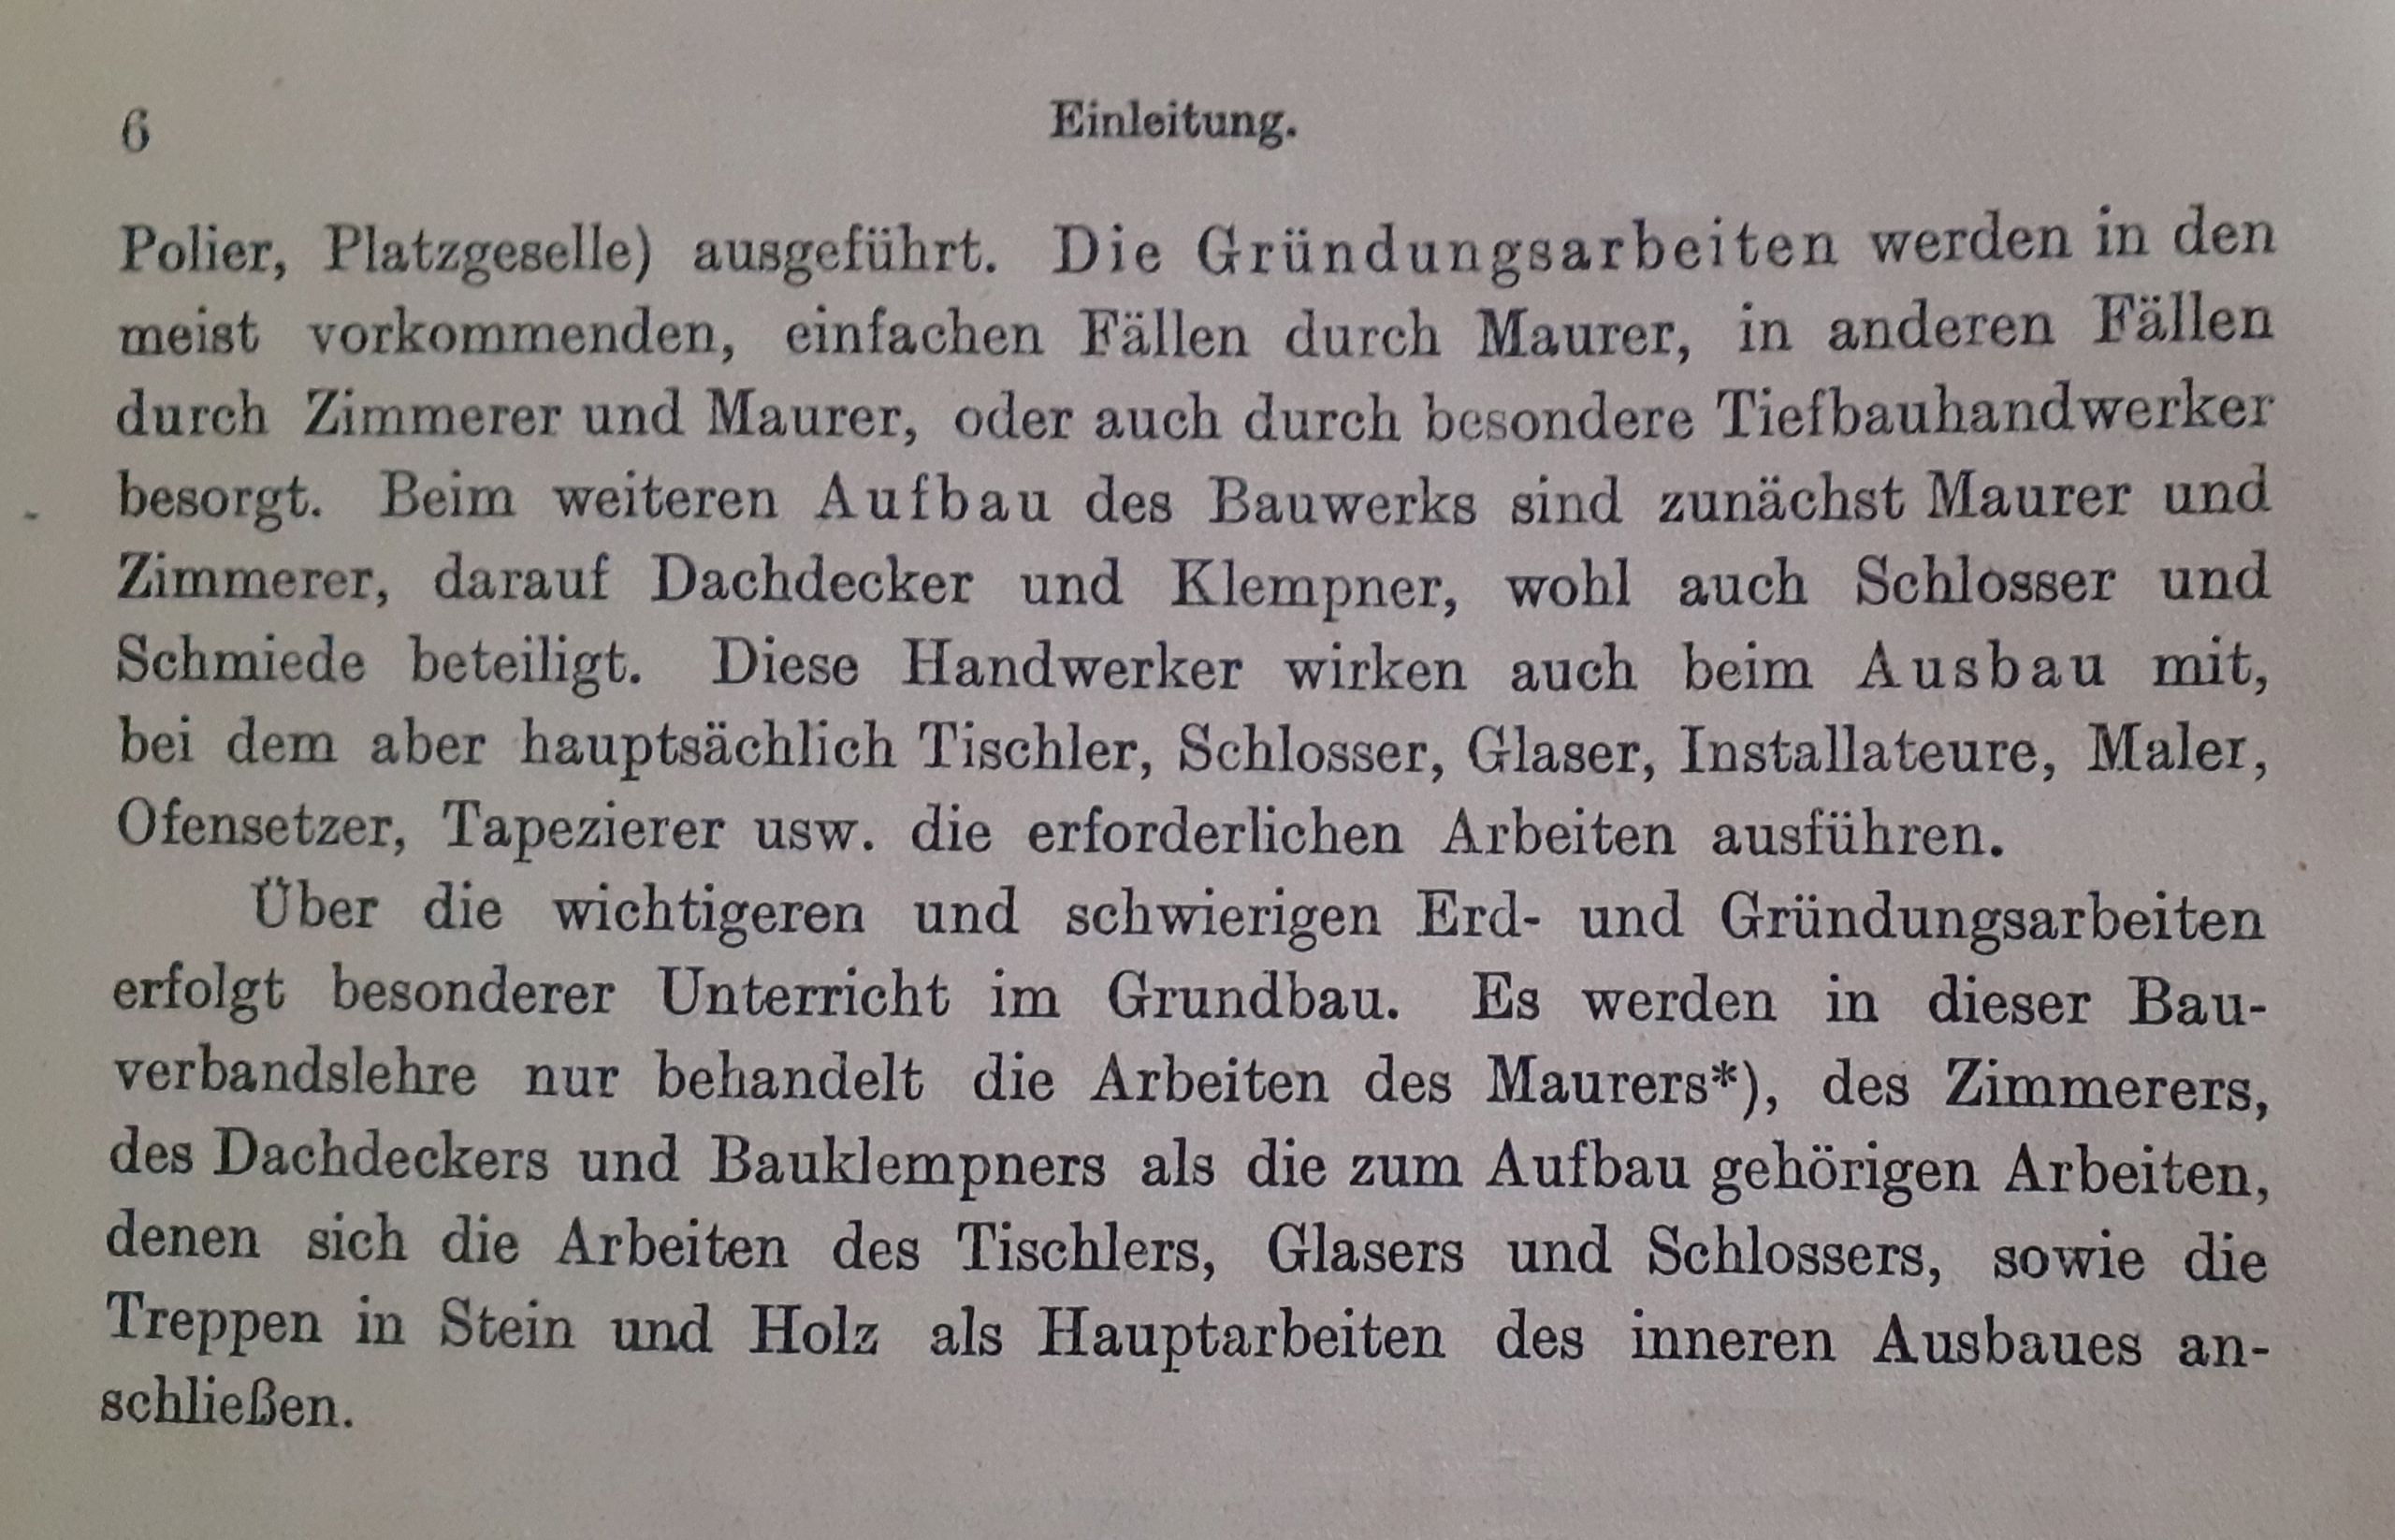 6 Einleitung.
Polier, Platzgeselle) ausgeführt. Die Gründungsarbeiten werden in den
meist vorkommenden, einfachen Fällen durch Maurer, in anderen Fällen
durch Zimmerer und Maurer, oder auch durch besondere Tiefbauhandwerker
besorgt. Beim weiteren Aufbau des Bauwerks sind zunächst Maurer und
Zimmerer, darauf Dachdecker und Klempner, wohl auch Schlosser und
Schmiede beteiligt. Diese Handwerker wirken auch beim Ausbau mit,
bei dem aber hauptsächlich Tischler, Schlosser, Glaser, Installateure, Maler,
Ofensetzer, Tapezierer usw. die erforderlichen Arbeiten ausführen.
Über die wichtigeren und schwierigen Erd- und Gründungsarbeiten
erfolgt besonderer Unterricht im Grundbau. Es werden in dieser Bau-
verbandslehre nur behandelt die Arbeiten des Maurers*), des Zimmerers,
des Dachdeckers und Bauklempners als die zum Aufbau gehörigen Arbeiten,
denen sich die Arbeiten des Tischlers, Glasers und Schlossers, sowie die
Treppen in Stein und Holz als Hauptarbeiten des inneren Ausbaues an-
schließen.